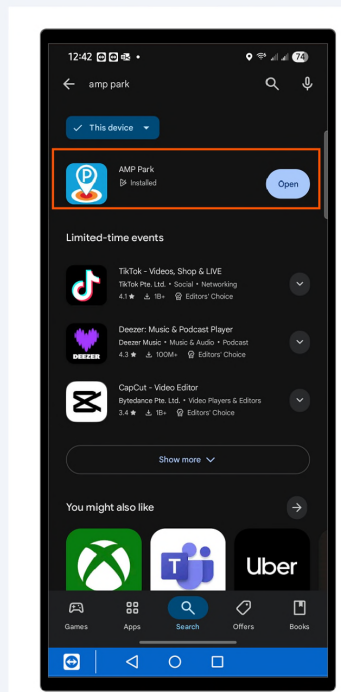 12:42
74
amp park
This device
AMP Park
Installed
Open
Limited-time events
TikTok - Videos, Shop & LIVE
TikTok Pte. Ltd. • Social • Networking
4.1★ 1B+ Editors' Choice
DEEZER
Deezer: Music & Podcast Player
Deezer Music • Music & Audio • Podcast
4.3★ 100M+ Editors' Choice
CapCut - Video Editor
Bytedance Pte. Ltd. • Video Players & Editors
3.4★ 1B+ Editors' Choice
Show more
You might also like
T
Uber
Games Apps Search Offers Books